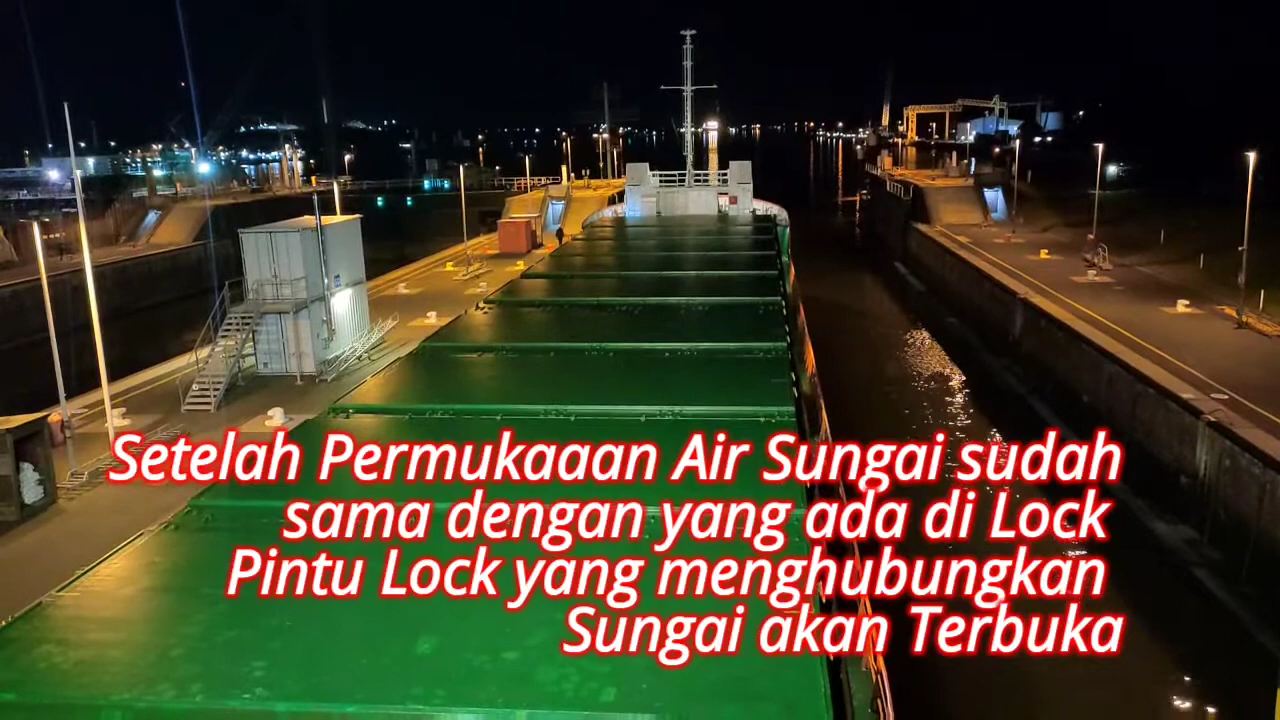 Setelah Permukaaan Air Sungai sudah
sama dengan yang ada di Lock
Pintu Lock yang menghubungkan
Sungai akan Terbuka